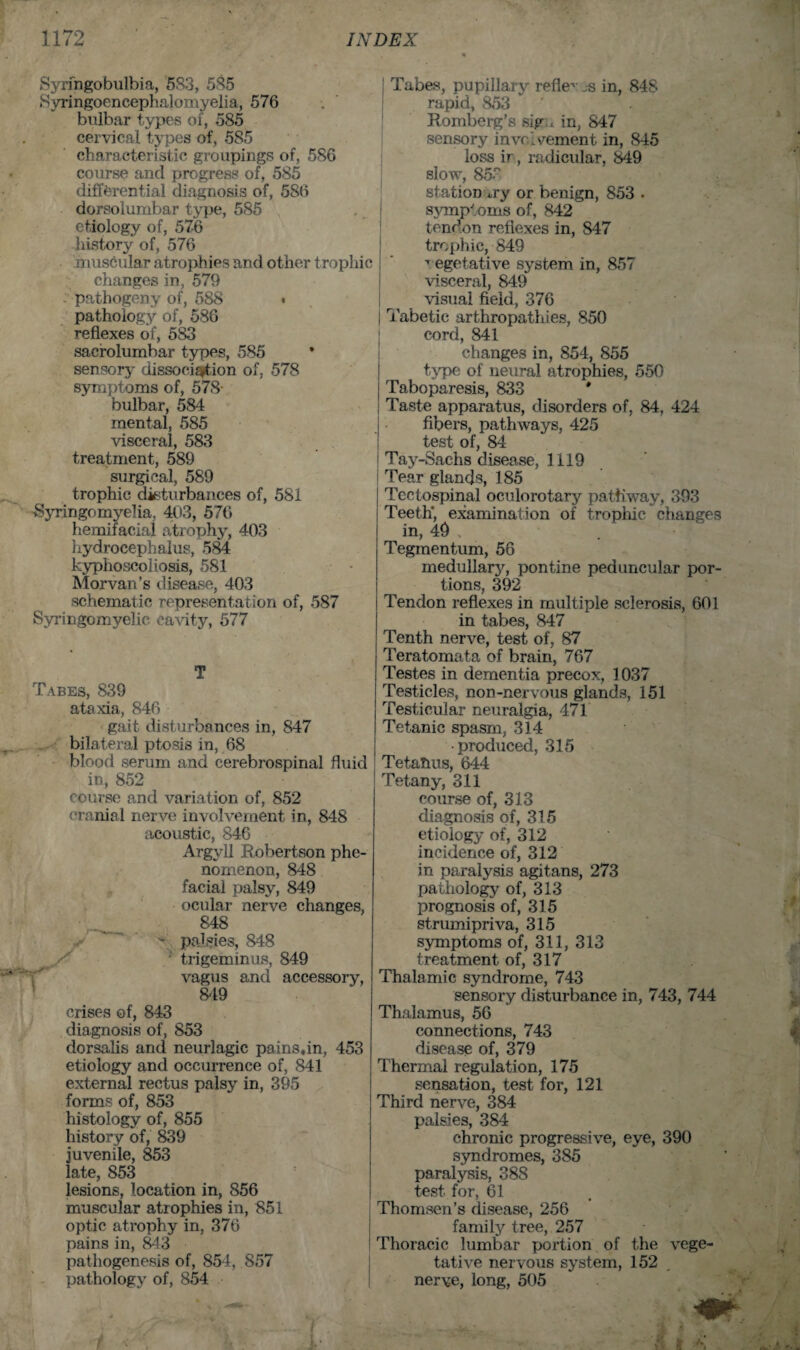 1172 INDEX
Syringobulbia, 583, 585
Syringoencephalomyelia, 576
bulbar types of, 585
cervical types of, 585
characteristic groupings of, 586
course and progress of, 585
differential diagnosis of, 586
dorsolumbar type, 585
etiology of, 576
history of, 576
muscular atrophies and other trophic
changes in, 579
pathogeny of, 588
pathology of, 586
reflexes of, 583
sacrolumbar types, 585
sensory dissociation of, 578
symptoms of, 578
bulbar, 584
mental, 585
visceral, 583
treatment, 589
surgical, 589
trophic disturbances of, 581
Syringomyelia, 403, 576
hemifacial atrophy, 403
hydrocephalus, 584
kyphoscoliosis, 581
Morvan's disease, 403
schematic representation of, 587
Syringomyelic cavity, 577
T
TABES, 839
ataxia, 846
gait disturbances in, 847
bilateral ptosis in, 68
blood serum and cerebrospinal fluid
in, 852
course and variation of, 852
cranial nerve involvement in, 848
acoustic, 846
Argyll Robertson phe-
nomenon, 848
facial palsy, 849
ocular nerve changes,
848
palsies, 848
trigeminus, 849
vagus and accessory,
849
crises of, 843
diagnosis of, 853
dorsalis and neurlagic pains in, 453
etiology and occurrence of, 841
external rectus palsy in, 395
forms of, 853
histology of, 855
history of, 839
juvenile, 853
late, 853
lesions, location in, 856
muscular atrophies in, 851
optic atrophy in, 376
pains in, 843
pathogenesis of, 854, 857
pathology of, 854
Tabes, pupillary in, 848
rapid, 853
Romberg's in, 847
sensory involvement in, 845
loss in, radicular, 849
slow,
stationary or benign, 853
symptoms of, 842
tendon reflexes in, 847
trophic, 849
vegetative system in, 857
visceral, 849
visual field, 376
Tabetic arthropathies, 850
cord, 841
changes in, 854, 855
type of neural atrophies, 550
Taboparesis, 833
Taste apparatus, disorders of, 84, 424
fibers, pathways, 425
test of, 84
Tay-Sachs disease, 1119
Tear glands, 185
Tectospinal oculorotary pathway, 393
Teeth, examination of trophic changes
in, 49
Tegmentum, 56
medullary, pontine peduncular por-
tions, 392
Tendon reflexes in multiple sclerosis, 601
in tabes, 847
Tenth nerve, test of, 87
Teratomata of brain, 767
Testes in dementia precox, 1037
Testicles, non-nervous glands, 151
Testicular neuralgia, 471
Tetanic spasm, 314
produced, 315
Tetanus, 644
Tetany, 311
course of, 313
diagnosis of, 315
etiology of, 312
incidence of, 312
in paralysis agitans, 273
pathology of, 313
prognosis of, 315
strumipriva, 315
symptoms of, 311, 313
treatment of, 317
Thalamic syndrome, 743
sensory disturbance in, 743, 744
Thalamus, 56
connections, 743
disease of, 379
Thermal regulation, 175
sensation, test for, 121
Third nerve, 384
palsies, 384
chronic progressive, eye, 390
syndromes, 385
paralysis, 388
test for, 61
Thomsen's disease, 256
family tree, 257
Thoracic lumbar portion of the vege-
tative nervous system, 152
nerve, long, 505